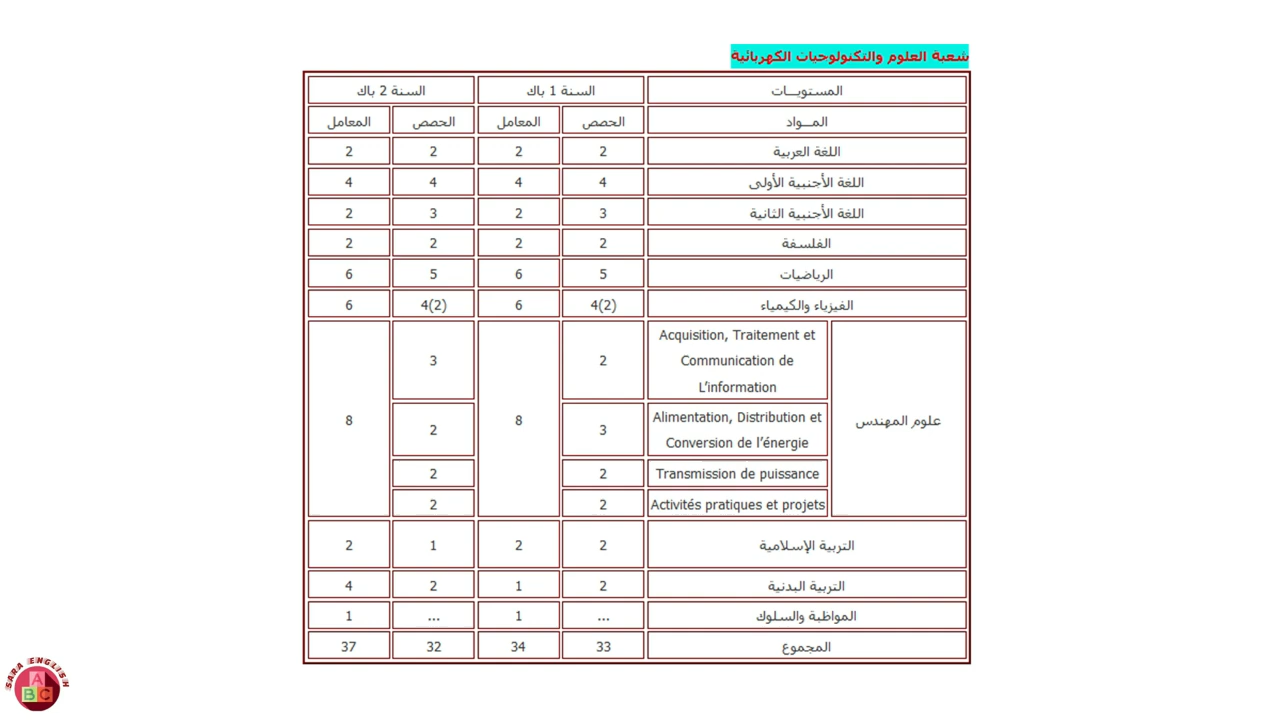 شعبة العلوم والتكنولوجيات الكهربائية
المستويـــات السنة 1 باك السنة 2 باك
المــواد الحصص المعامل الحصص المعامل
اللغة العربية 2 2 2 2
اللغة الأجنبية الأولى 4 4 4 4
اللغة الأجنبية الثانية 3 2 3 2
الفلسفة 2 2 2 2
الرياضيات 5 6 5 6
الفيزياء والكيمياء 4(2) 6 4(2) 6
علوم المهندس
Acquisition, Traitement et
Communication de
L’information
2 8 3 8
Alimentation, Distribution et
Conversion de l’énergie
3 2
Transmission de puissance 2 2
Activités pratiques et projets 2 2
التربية الإسلامية 2 2 1 2
التربية البدنية 2 1 2 4
المواظبة والسلوك ... 1 ... 1
المجموع 33 34 32 37
SARA ENGLISH
A
B C